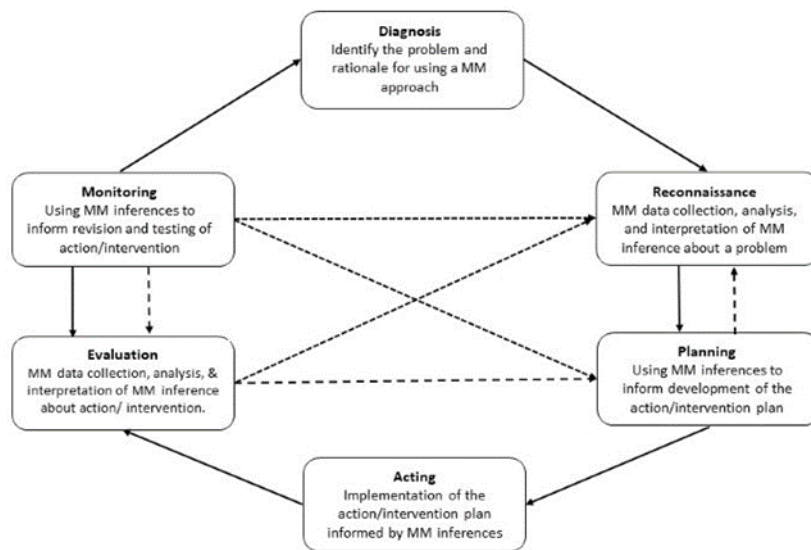 Diagnosis
Identify the problem and
rationale for using a MM
approach
Monitoring
Using MM inferences to
inform revision and testing of
action/intervention
Reconnaissance
MM data collection, analysis,
and interpretation of MM
inference about a problem
Evaluation
MM data collection, analysis, &
interpretation of MM inference
about action/ intervention.
Planning
Using MM inferences to
inform development of the
action/intervention plan
Acting
Implementation of the
action/intervention plan
informed by MM inferences